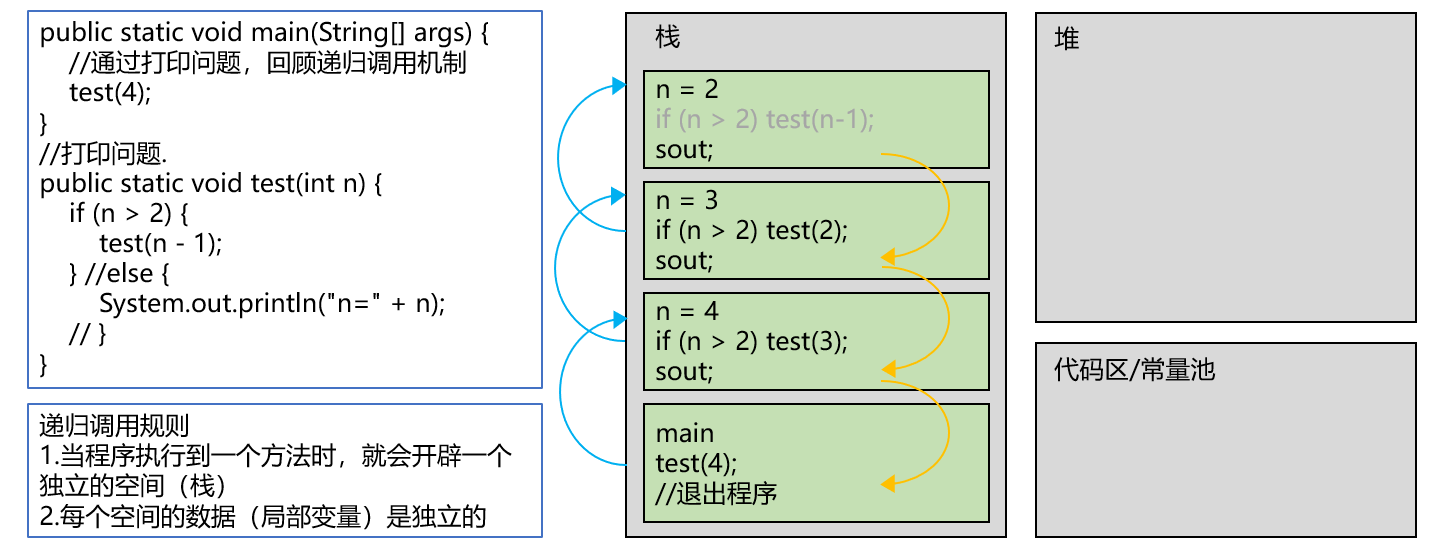 public static void main(String[] args) {
//通过打印问题，回顾递归调用机制
test(4);
}
//打印问题.
public static void test(int n) {
if (n > 2) {
test(n - 1);
} //else {
System.out.println("n=" + n);
// }
}
递归调用规则
1.当程序执行到一个方法时，就会开辟一个
独立的空间（栈）
2.每个空间的数据（局部变量）是独立的
栈
n = 2
if (n > 2) test(n-1);
sout;
n = 3
if (n > 2) test(2);
sout;
n = 4
if (n > 2) test(3);
sout;
main
test(4);
//退出程序
堆
代码区/常量池